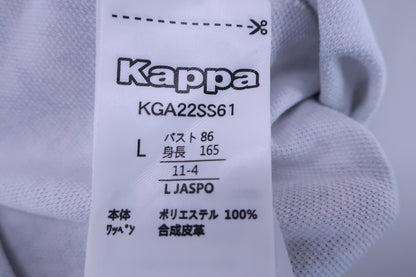 Kappa
KGA22SS61
L
バスト 86
身長 165
11-4
L JASPO
本体 ポリエステル 100%
ワッペン 合成皮革